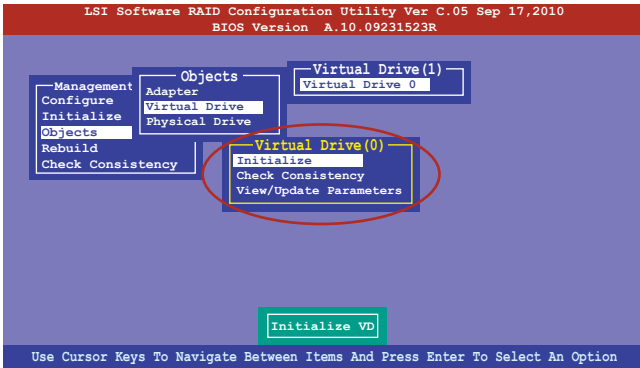 LSI Software RAID Configuration Utility Ver C.05 Sep 17,2010
BIOS Version A.10.09231523R
Management
Configure
Initialize
Objects
Rebuild
Check Consistency
Objects
Adapter
Virtual Drive
Physical Drive
Virtual Drive(1)
Virtual Drive 0
Virtual Drive(0)
Initialize
Check Consistency
View/Update Parameters
Initialize VD
Use Cursor Keys To Navigate Between Items And Press Enter To Select An Option